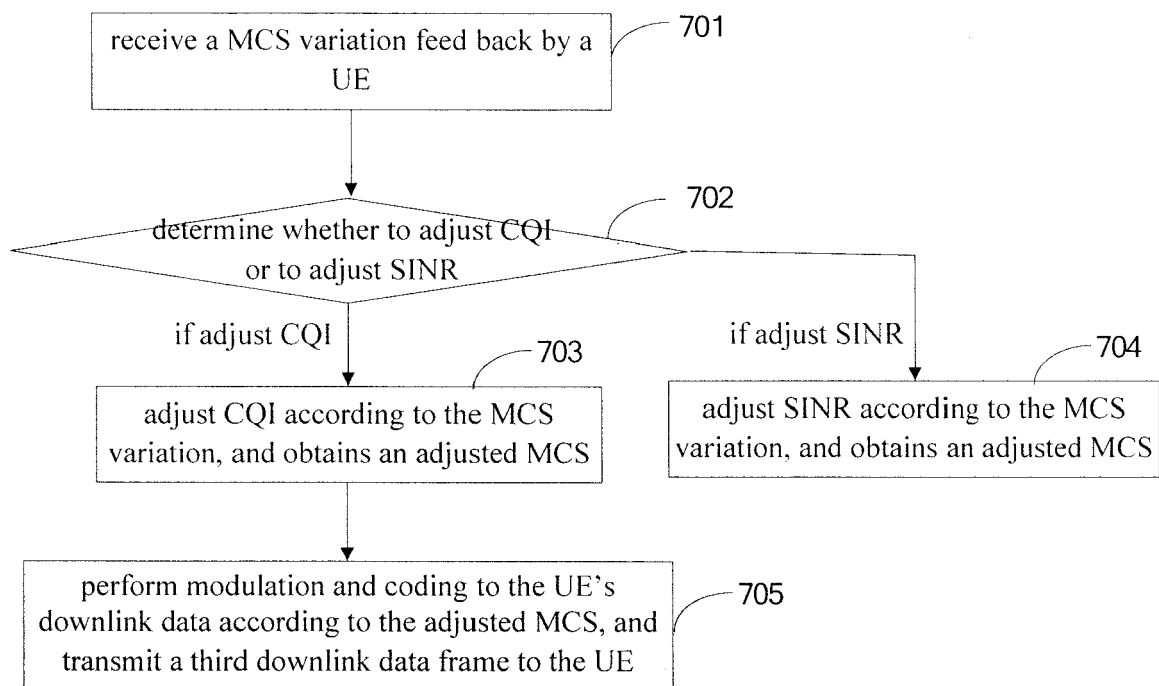 receive a MCS variation feed back by a
UE
701
702
determine whether to adjust CQI
or to adjust SINR
if adjust CQI
if adjust SINR
703
704
adjust CQI according to the MCS
variation, and obtains an adjusted MCS
adjust SINR according to the MCS
variation, and obtains an adjusted MCS
perform modulation and coding to the UE's
downlink data according to the adjusted MCS, and
transmit a third downlink data frame to the UE
705